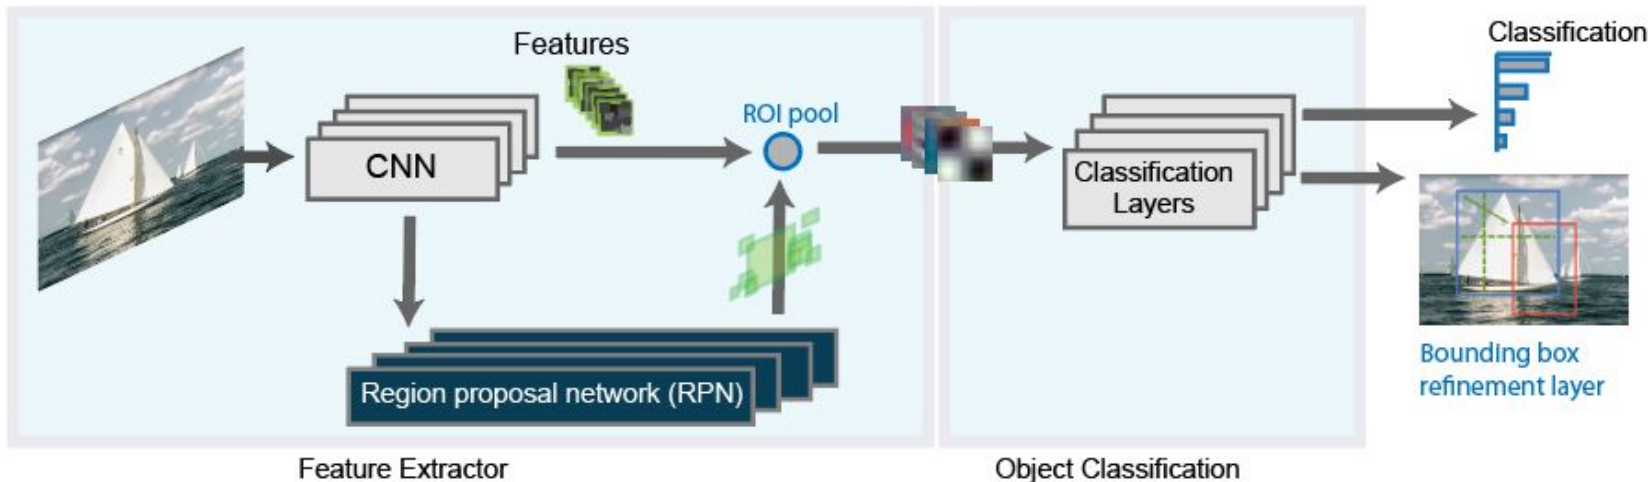 Features
Classification
ROI pool
CNN
Classification
Layers
Bounding box
refinement layer
Region proposal network (RPN)
Feature Extractor
Object Classification